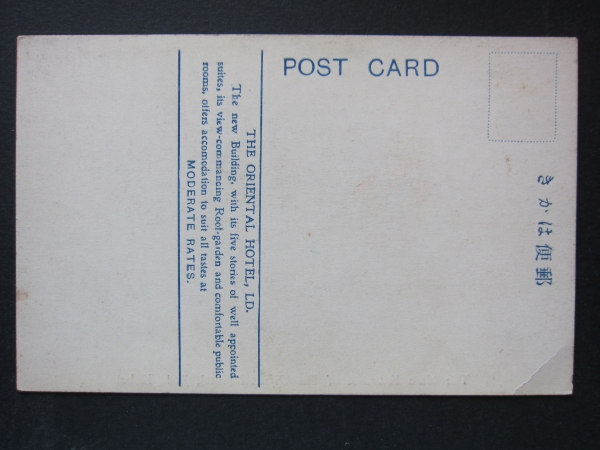 POST CARD
郵便はかき
THE ORIENTAL HOTEL, LD.
The new Building, with its five stories of well appointed
suites, its view-commanding Roof-garden and comfortable public
rooms, offers accomodation to suit all tastes at
MODERATE RATES.